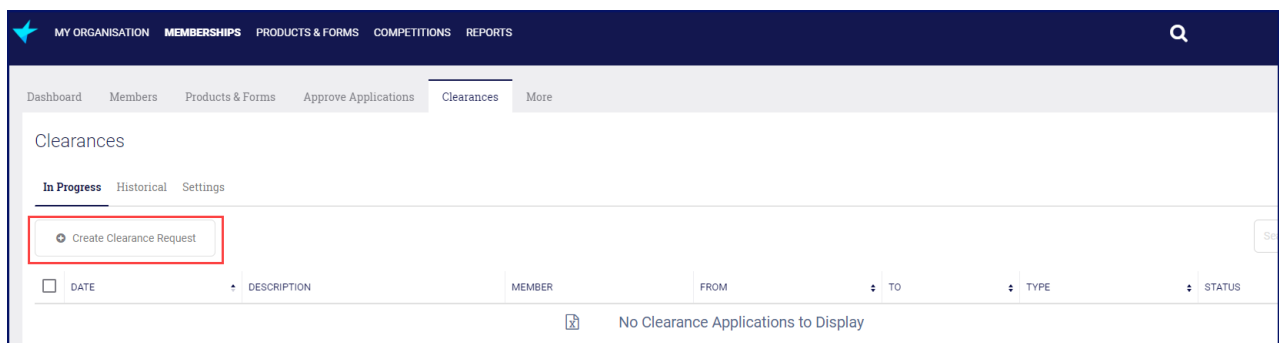 MY ORGANISATION MEMBERSHIPS PRODUCTS & FORMS COMPETITIONS REPORTS
Dashboard Members Products & Forms Approve Applications Clearances More
Clearances
In Progress Historical Settings
Create Clearance Request
DATE DESCRIPTION MEMBER FROM TO TYPE STATUS
No Clearance Applications to Display